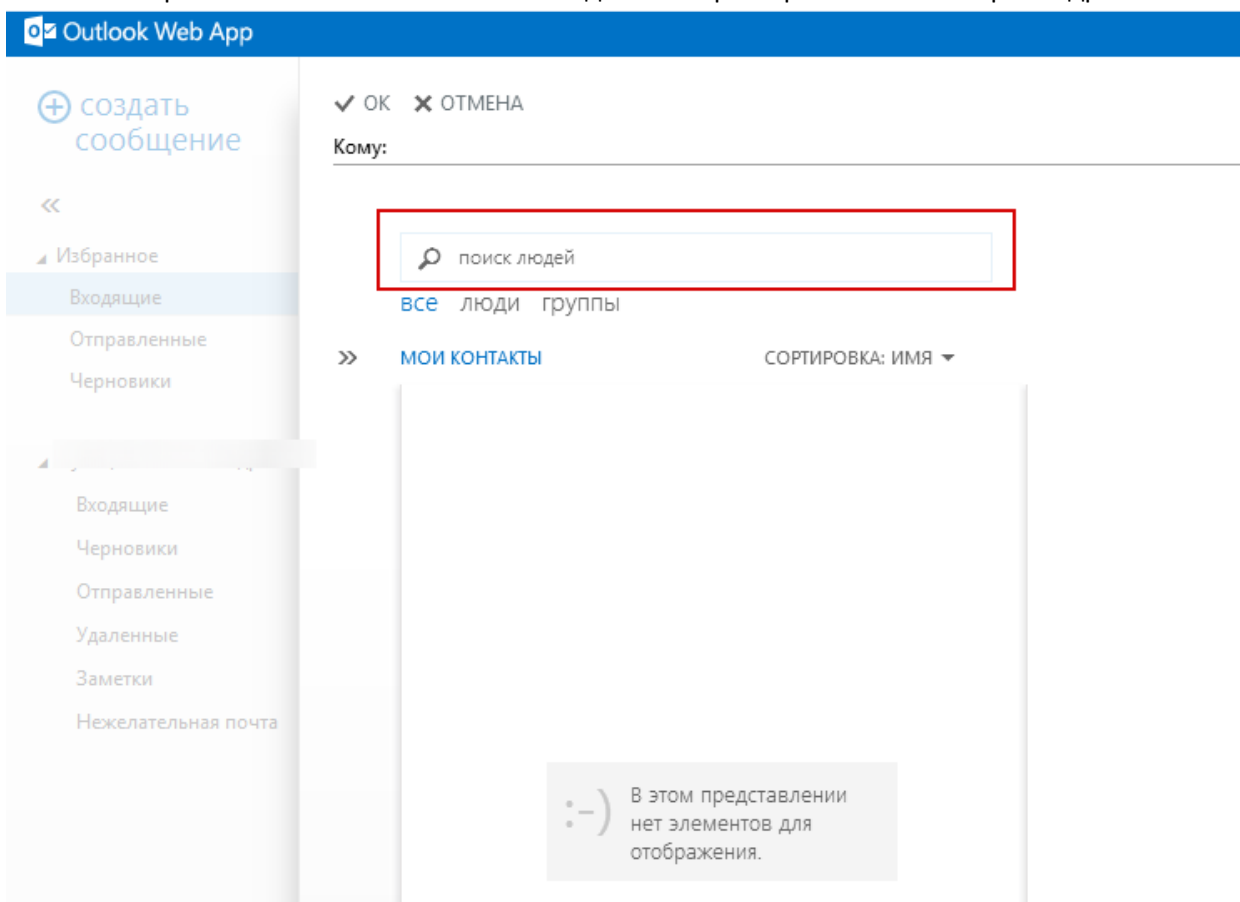 Outlook Web App
создать
сообщение
✔ ОК ✖ ОТМЕНА
Кому:
«
Избранное
Входящие
Отправленные
Черновики
поиск людей
все люди группы
» МОИ КОНТАКТЫ СОРТИРОВКА: ИМЯ
Входящие
Черновики
Отправленные
Удаленные
Заметки
Нежелательная почта
:-)
В этом представлении
нет элементов для
отображения.